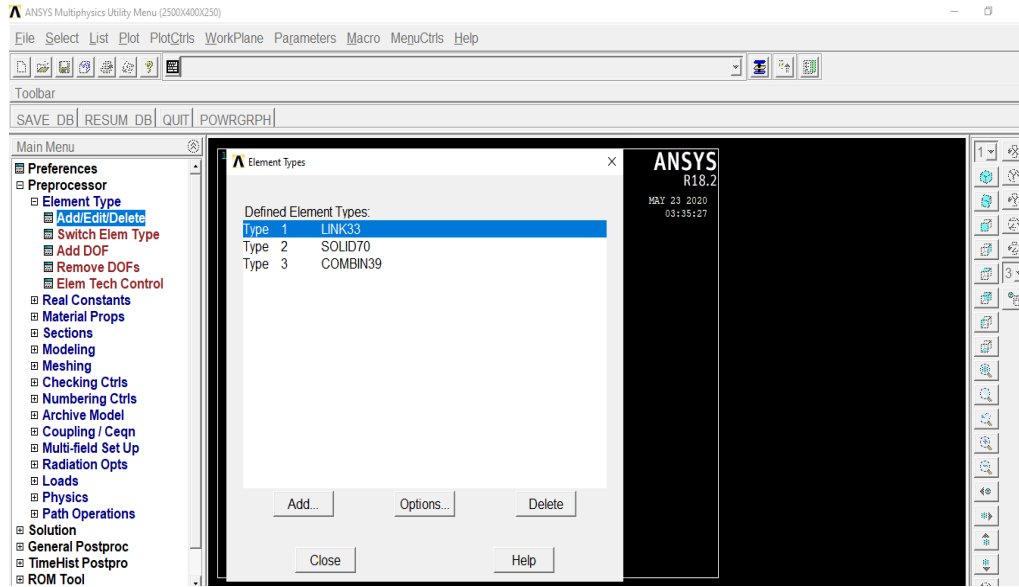 ANSYS Multiphysics Utility Menu (2500X400X250)
File Select List Plot PlotCtrls WorkPlane Parameters Macro MenuCtrls Help
Toolbar
SAVE_DB RESUM_DB QUIT POWRGRPH
Main Menu
Preferences
Preprocessor
Element Type
Add/Edit/Delete
Switch Elem Type
Add DOF
Remove DOFs
Elem Tech Control
Real Constants
Material Props
Sections
Modeling
Meshing
Checking Ctrls
Numbering Ctrls
Archive Model
Coupling / Ceqn
Multi-field Set Up
Radiation Opts
Loads
Physics
Path Operations
Solution
General Postproc
TimeHist Postpro
ROM Tool
1
Element Types
Defined Element Types:
Type 1 LINK33
Type 2 SOLID70
Type 3 COMBIN39
Add... Options... Delete
Close Help
ANSYS
R18.2
MAY 23 2020
03:35:27
1
3